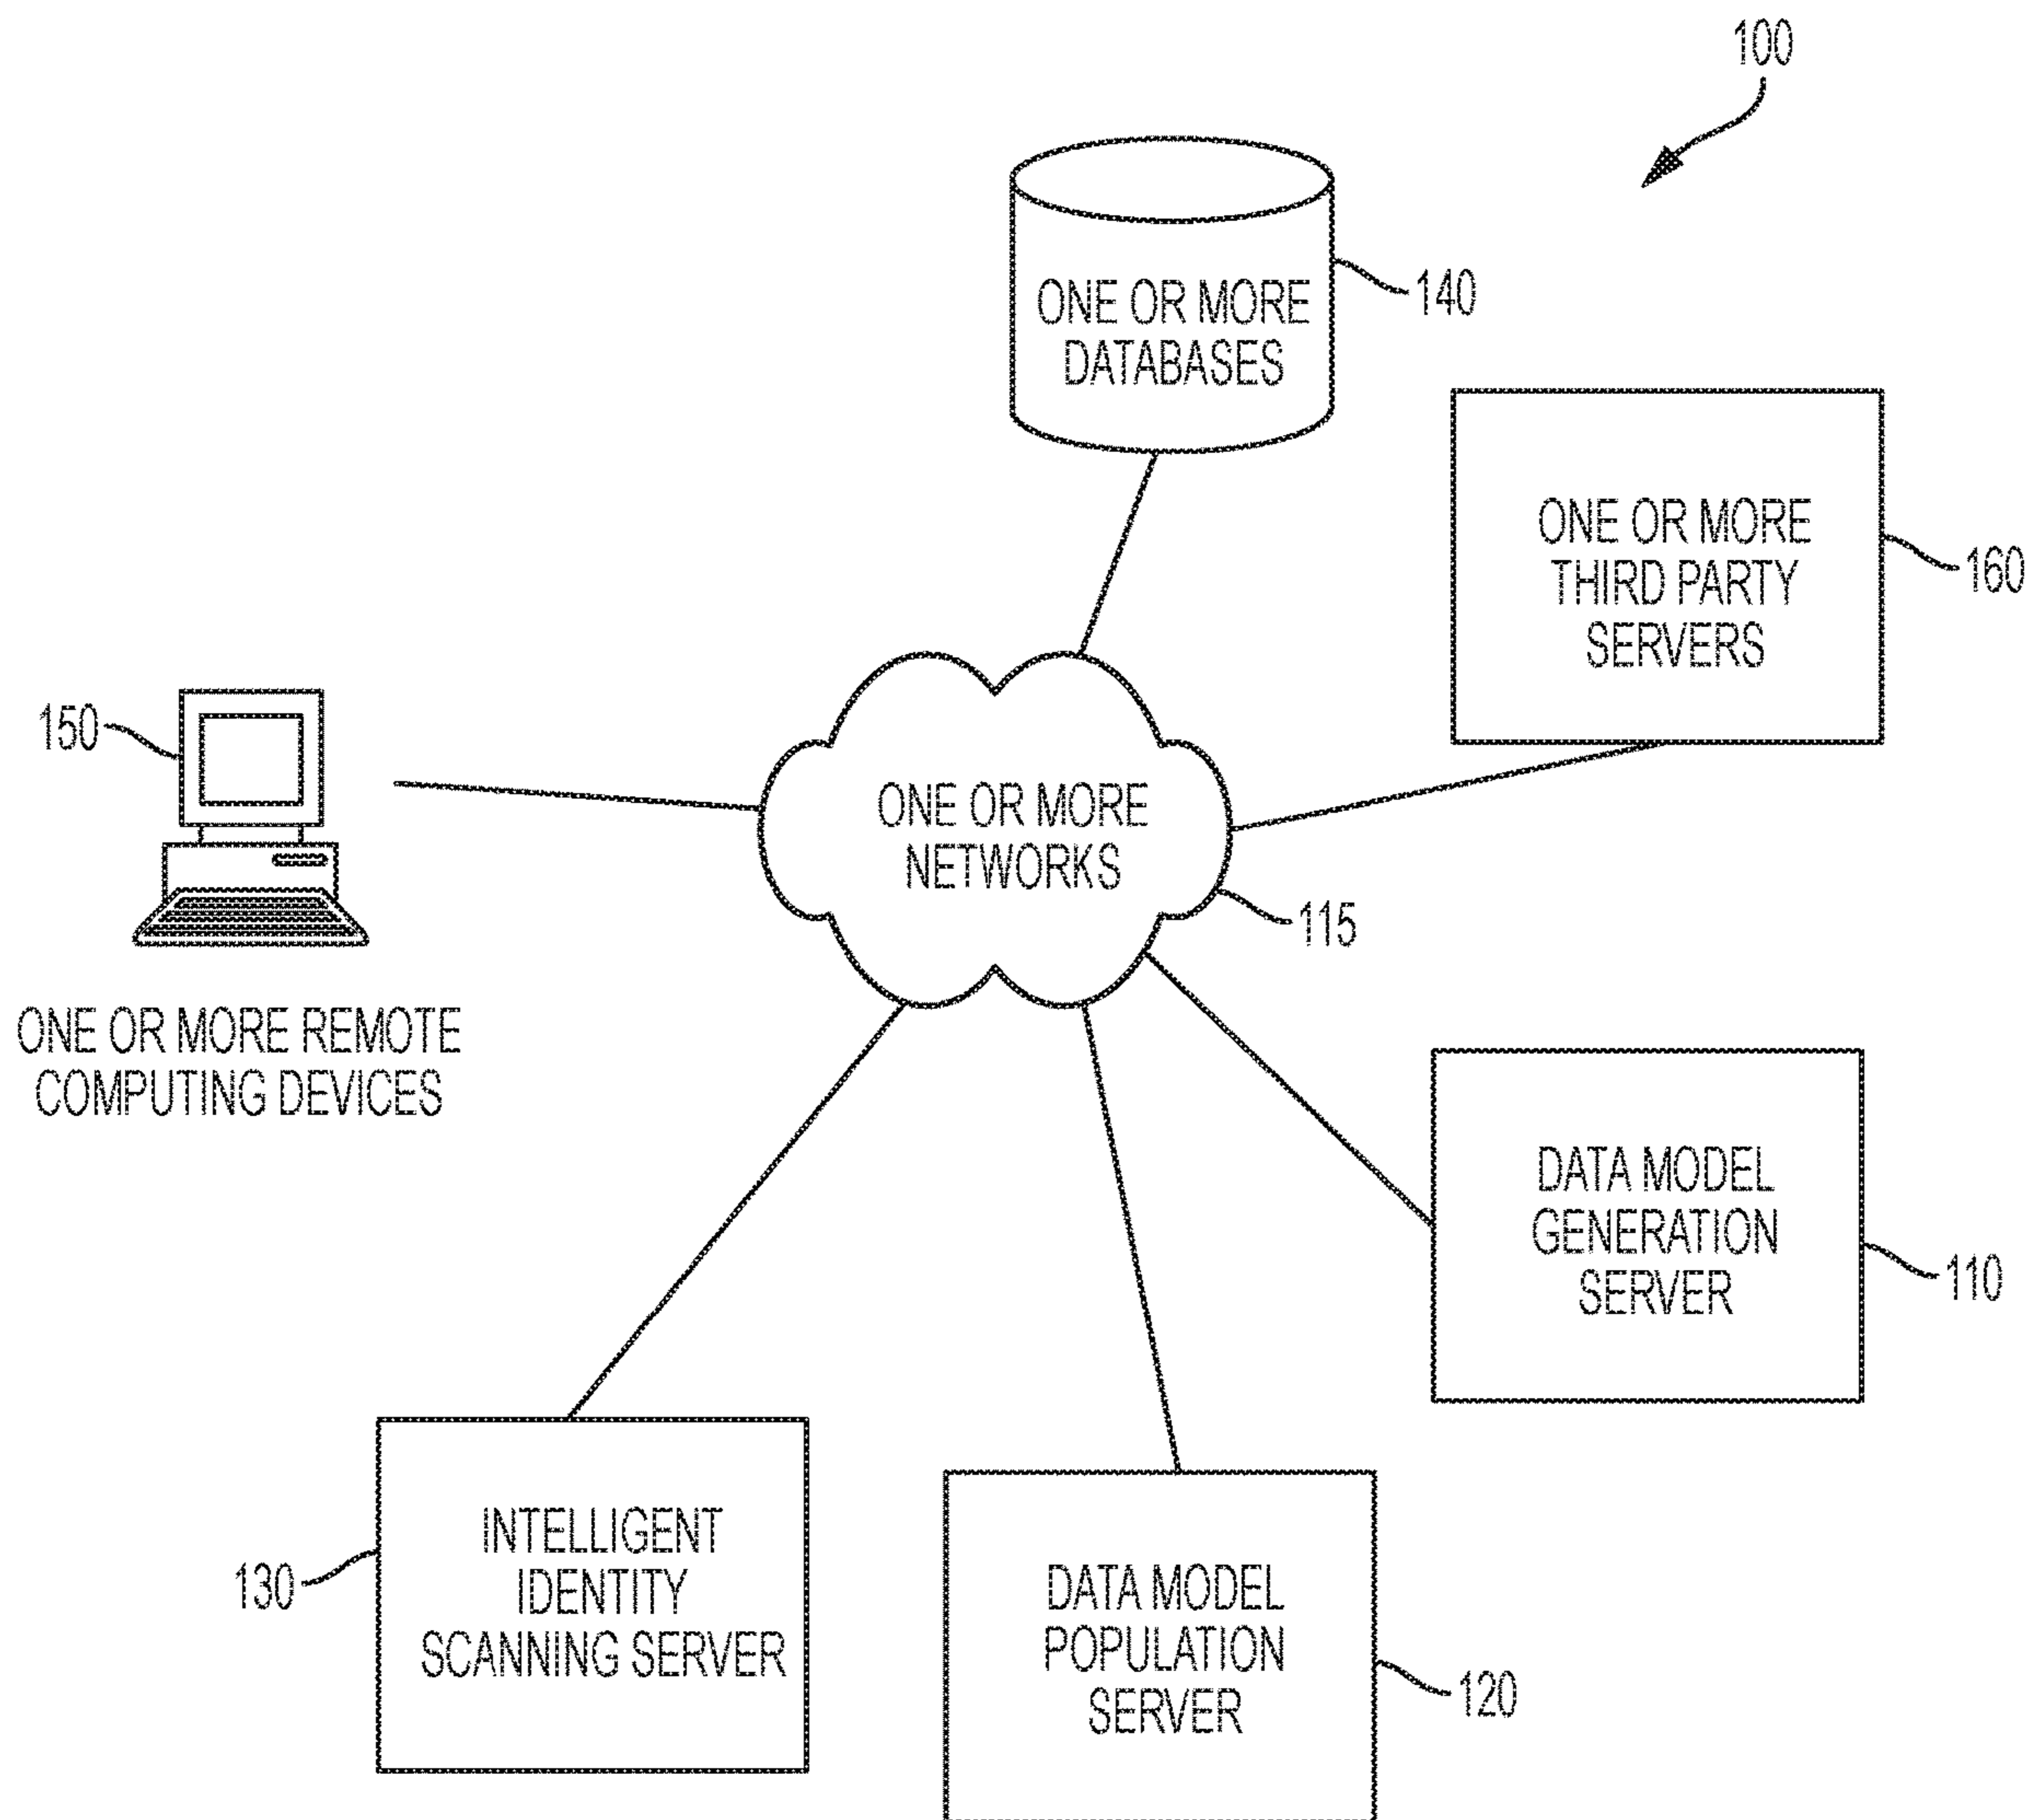 100
ONE OR MORE
DATABASES
140
ONE OR MORE
THIRD PARTY
SERVERS
160
150
ONE OR MORE
NETWORKS
115
ONE OR MORE REMOTE
COMPUTING DEVICES
DATA MODEL
GENERATION
SERVER
110
INTELLIGENT
IDENTITY
SCANNING SERVER
130
DATA MODEL
POPULATION
SERVER
120